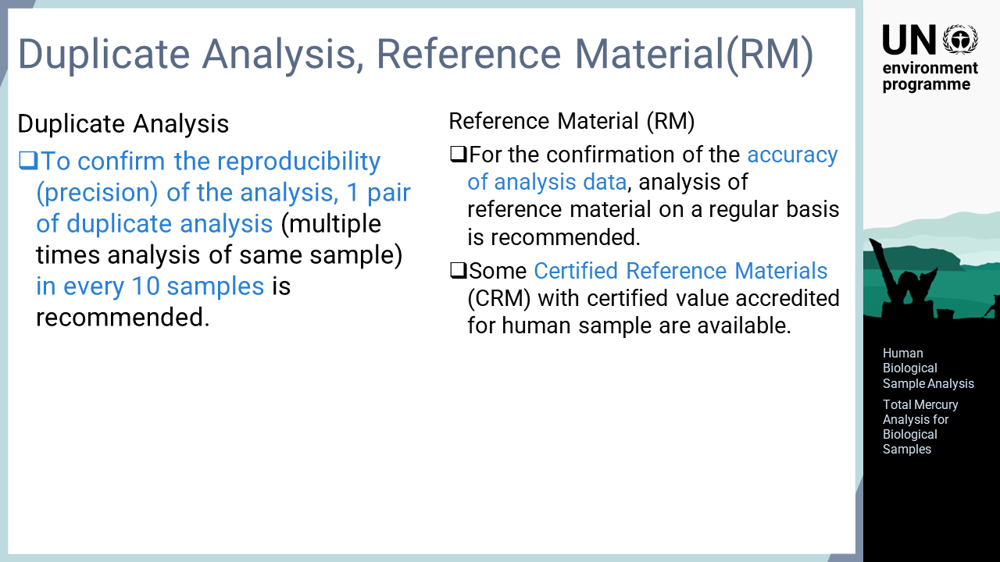 Duplicate Analysis, Reference Material(RM)
Duplicate Analysis
❑To confirm the reproducibility
(precision) of the analysis, 1 pair
of duplicate analysis (multiple
times analysis of same sample)
in every 10 samples is
recommended.
Reference Material (RM)
❑For the confirmation of the accuracy
of analysis data, analysis of
reference material on a regular basis
is recommended.
❑Some Certified Reference Materials
(CRM) with certified value accredited
for human sample are available.
UN
environment
programme
Human
Biological
Sample Analysis
Total Mercury
Analysis for
Biological
Samples